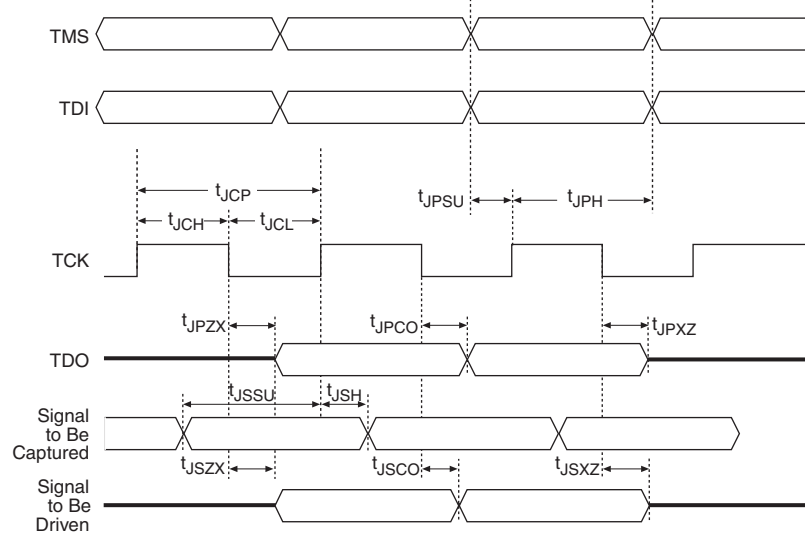 TMS
TDI
tJCP
tJPSU
tJPH
tJCH
tJCL
TCK
tJPZX
tJPCO
tJPXZ
TDO
tJSSU
tJSH
Signal
to Be
Captured
tJSZX
tJSCO
tJSXZ
Signal
to Be
Driven